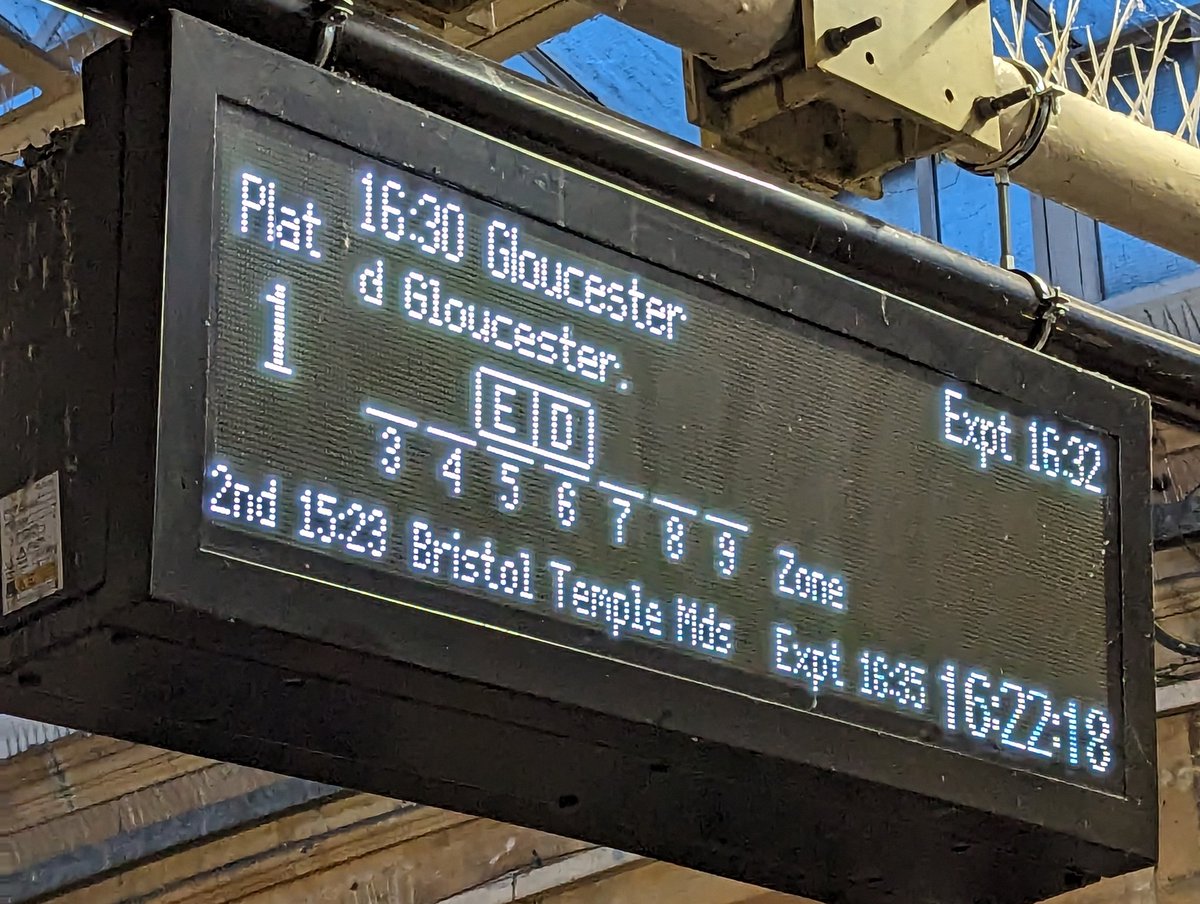 Plat 16:30 Gloucester Expt 16:32
1 d Gloucester.
E D
3 4 5 6 7 8 9 Zone
2nd 15:23 Bristol Temple Mds Expt 16:35 16:22:18